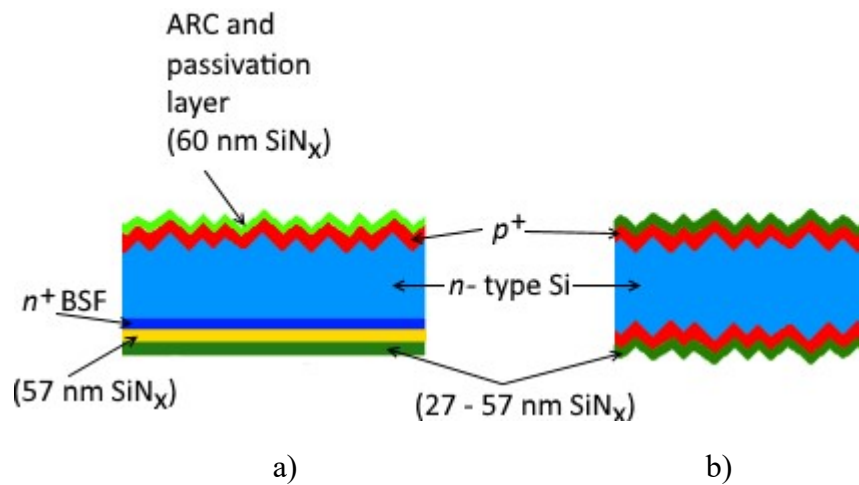 ARC and
passivation
layer
(60 nm SiNx)
p+
n- type Si
n+ BSF
(57 nm SiNx)
(27 - 57 nm SiNx)
a)
b)